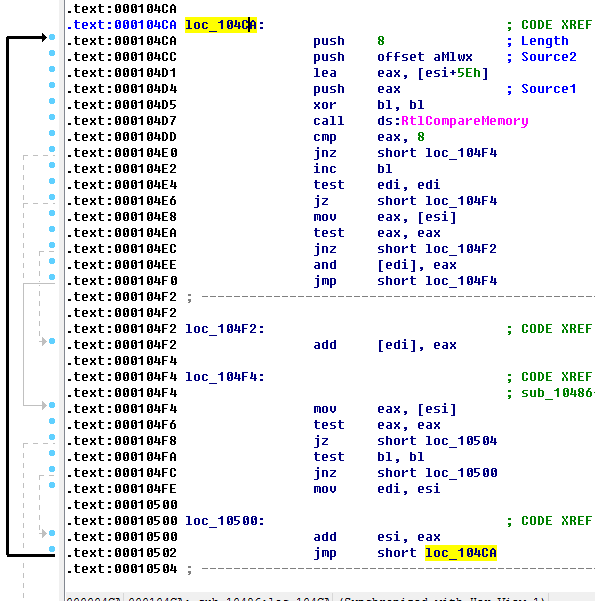 .text:000104CA
.text:000104CA loc_104CA: ; CODE XREF
.text:000104CA push 8 ; Length
.text:000104CC push offset aMlwx ; Source2
.text:000104D1 lea eax, [esi+5Eh]
.text:000104D4 push eax ; Source1
.text:000104D5 xor bl, bl
.text:000104D7 call ds:RtlCompareMemory
.text:000104DD cmp eax, 8
.text:000104E0 jnz short loc_104F4
.text:000104E2 inc bl
.text:000104E4 test edi, edi
.text:000104E6 jz short loc_104F4
.text:000104E8 mov eax, [esi]
.text:000104EA test eax, eax
.text:000104EC jnz short loc_104F2
.text:000104EE and [edi], eax
.text:000104F0 jmp short loc_104F4
.text:000104F2 ; ---------------------------------------------------
.text:000104F2
.text:000104F2 loc_104F2: ; CODE XREF
.text:000104F2 add [edi], eax
.text:000104F4
.text:000104F4 loc_104F4: ; CODE XREF
.text:000104F4 ; sub_10486
.text:000104F4 mov eax, [esi]
.text:000104F6 test eax, eax
.text:000104F8 jz short loc_10504
.text:000104FA test bl, bl
.text:000104FC jnz short loc_10500
.text:000104FE mov edi, esi
.text:00010500
.text:00010500 loc_10500: ; CODE XREF
.text:00010500 add esi, eax
.text:00010502 jmp short loc_104CA
.text:00010504 ; ---------------------------------------------------